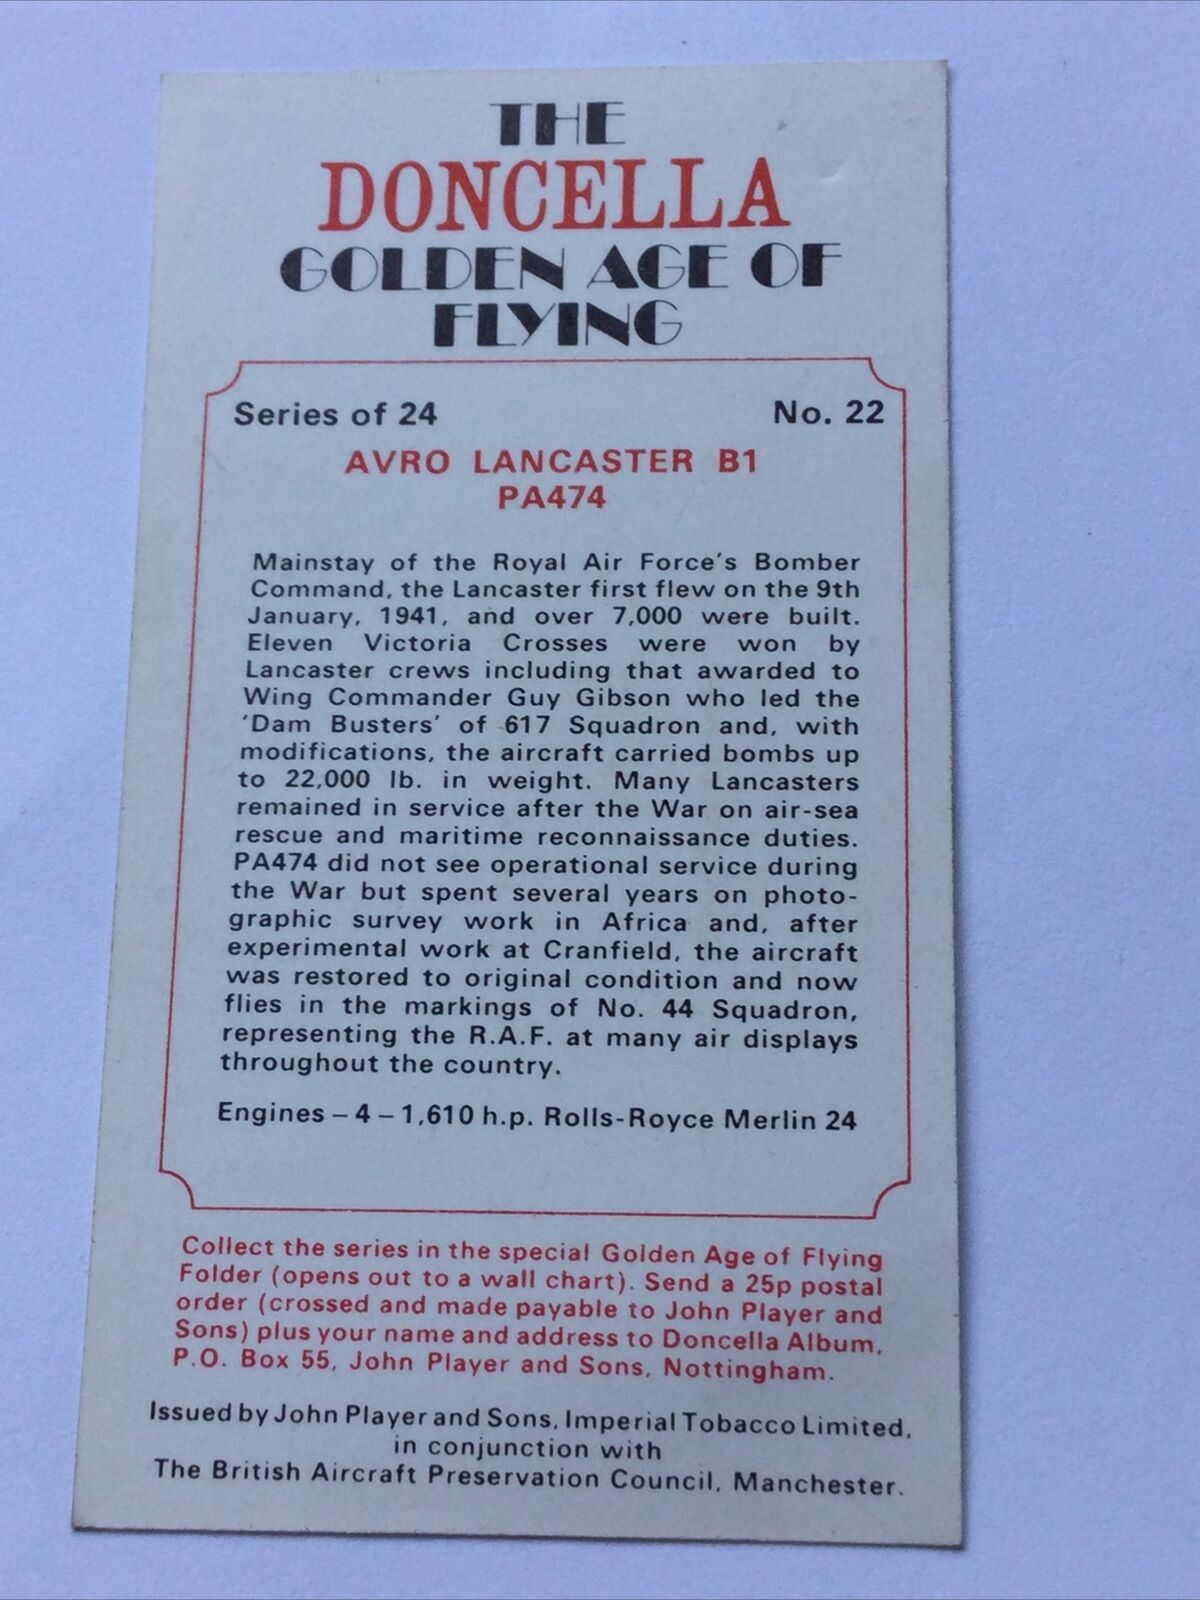 THE
DONCELLA
GOLDEN AGE OF
FLYING
Series of 24 No. 22
AVRO LANCASTER B1
PA474
Mainstay of the Royal Air Force's Bomber
Command, the Lancaster first flew on the 9th
January, 1941, and over 7,000 were built.
Eleven Victoria Crosses were won by
Lancaster crews including that awarded to
Wing Commander Guy Gibson who led the
'Dam Busters' of 617 Squadron and, with
modifications, the aircraft carried bombs up
to 22,000 lb. in weight. Many Lancasters
remained in service after the War on air-sea
rescue and maritime reconnaissance duties.
PA474 did not see operational service during
the War but spent several years on photo-
graphic survey work in Africa and, after
experimental work at Cranfield, the aircraft
was restored to original condition and now
flies in the markings of No. 44 Squadron,
representing the R.A.F. at many air displays
throughout the country.
Engines – 4 – 1,610 h.p. Rolls-Royce Merlin 24
Collect the series in the special Golden Age of Flying
Folder (opens out to a wall chart). Send a 25p postal
order (crossed and made payable to John Player and
Sons) plus your name and address to Doncella Album,
P.O. Box 55, John Player and Sons, Nottingham.
Issued by John Player and Sons, Imperial Tobacco Limited,
in conjunction with
The British Aircraft Preservation Council, Manchester.